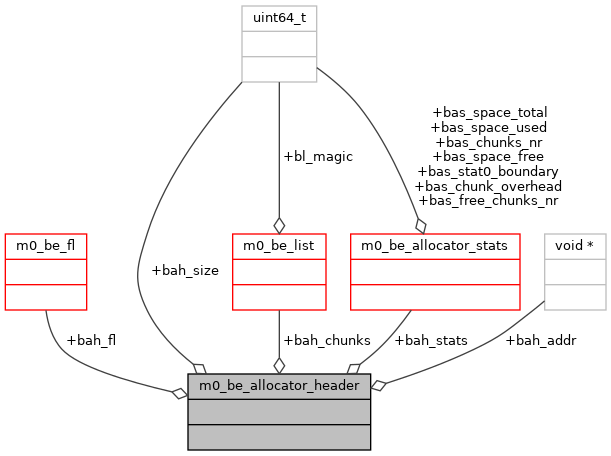 uint64_t
+bas_space_total
+bas_space_used
+bas_chunks_nr
+bas_space_free
+bas_stat0_boundary
+bas_chunk_overhead
+bas_free_chunks_nr
+bl_magic
m0_be_fl
m0_be_list
m0_be_allocator_stats
void *
+bah_size
+bah_fl
+bah_chunks
+bah_stats
+bah_addr
m0_be_allocator_header